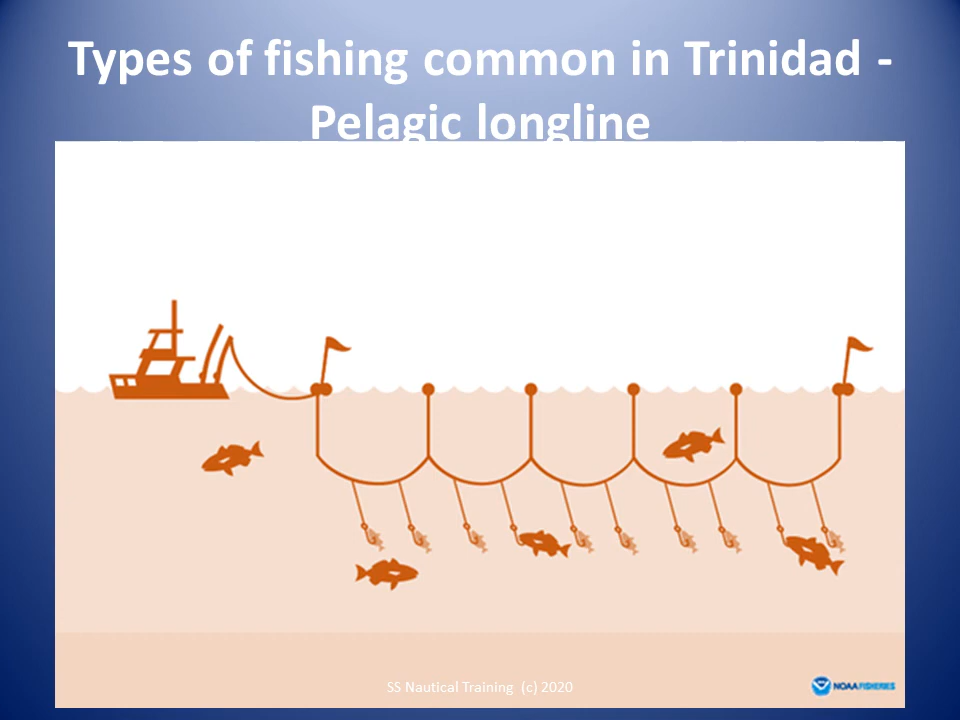 Types of fishing common in Trinidad -
Pelagic longline
SS Nautical Training (c) 2020
NOAA FISHERIES